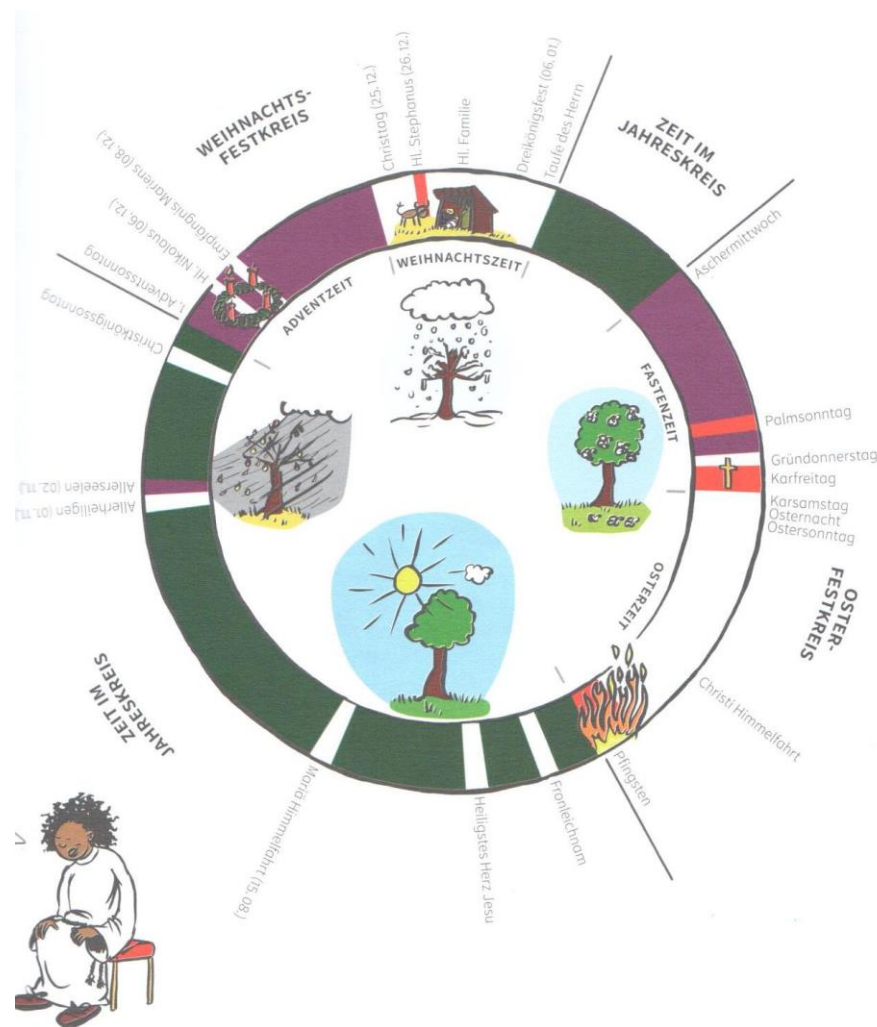 WEIHNACHTS-
FESTKREIS
Christtag (25.12.)
Hl. Stephanus (26.12.)
Hl. Familie
Dreikönigsfest (06.01.)
Taufe des Herrn
ZEIT IM
JAHRESKREIS
Aschermittwoch
Palmsonntag
Gründonnerstag
Karfreitag
Karsamstag
Osternacht
Ostersonntag
OSTER-
FESTKREIS
Christi Himmelfahrt
Pfingsten
Fronleichnam
Heiligstes Herz Jesu
Mariä Himmelfahrt (15.08.)
ZEIT IM
JAHRESKREIS
Allerheiligen (01.11.)
Allerseelen (02.11.)
Christkönigssonntag
1. Adventssonntag
Hl. Nikolaus (06.12.)
Empfängnis Mariens (08.12.)
ADVENTZEIT
WEIHNACHTSZEIT
FASTENZEIT
OSTERZEIT